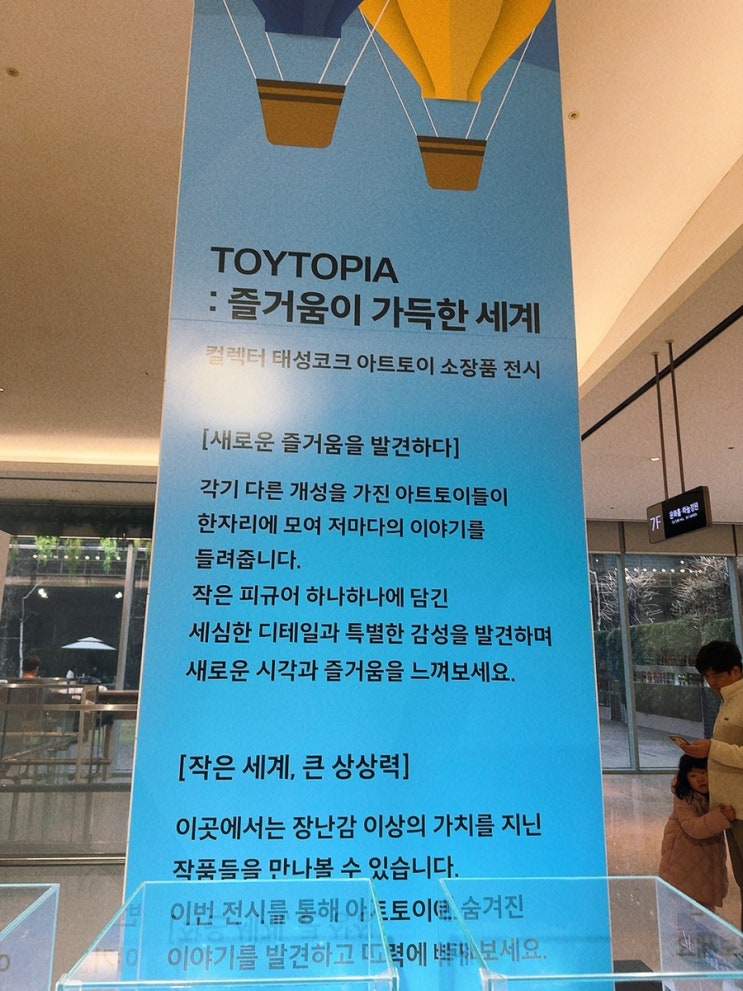 TOYTOPIA
: 즐거움이 가득한 세계
컬렉터 태성코크 아트토이 소장품 전시
[새로운 즐거움을 발견하다]
각기 다른 개성을 가진 아트토이들이
한자리에 모여 저마다의 이야기를
들려줍니다.
작은 피규어 하나하나에 담긴
세심한 디테일과 특별한 감성을 발견하며
새로운 시각과 즐거움을 느껴보세요.
[작은 세계, 큰 상상력]
이곳에서는 장난감 이상의 가치를 지닌
작품들을 만나볼 수 있습니다.
이번 전시를 통해 숨겨진
이야기를 발견하고
7F